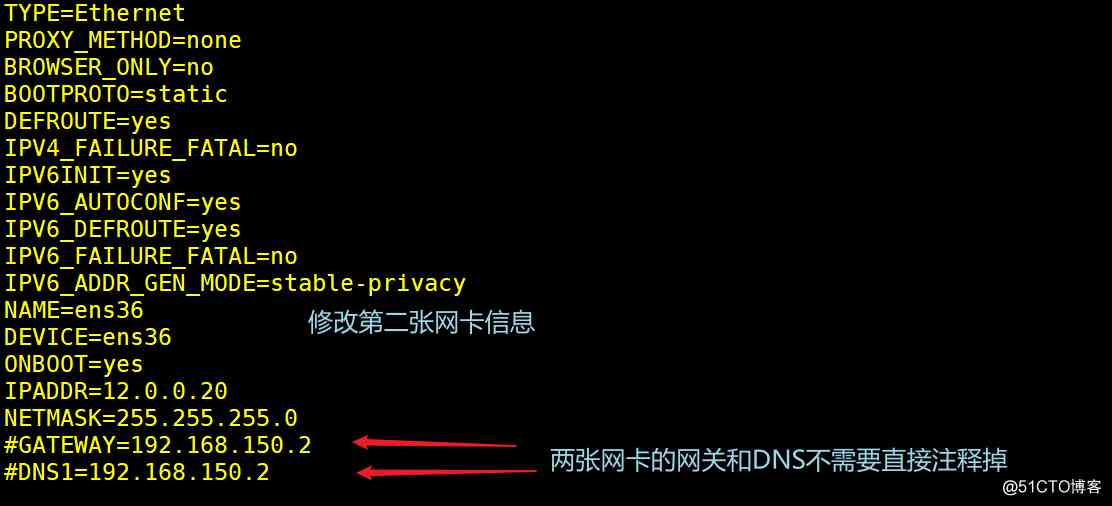 TYPE=Ethernet
PROXY_METHOD=none
BROWSER_ONLY=no
BOOTPROTO=static
DEFROUTE=yes
IPV4_FAILURE_FATAL=no
IPV6INIT=yes
IPV6_AUTOCONF=yes
IPV6_DEFROUTE=yes
IPV6_FAILURE_FATAL=no
IPV6_ADDR_GEN_MODE=stable-privacy
NAME=ens36
修改第二张网卡信息
DEVICE=ens36
ONBOOT=yes
IPADDR=12.0.0.20
NETMASK=255.255.255.0
#GATEWAY=192.168.150.2
两张网卡的网关和DNS不需要直接注释掉
#DNS1=192.168.150.2
@51CTO博客